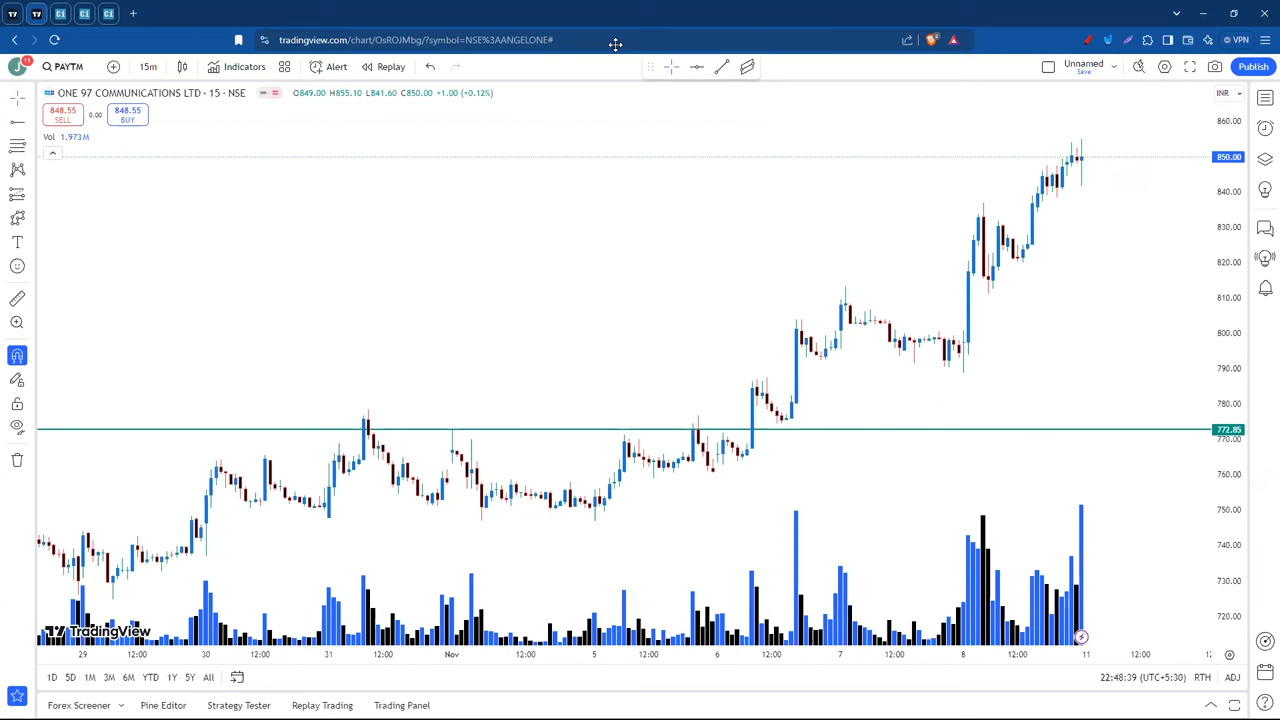 tradingview.com/chart/OsROJMbg/?symbol=NSE%3AANGELONE#
VPN
J 11 PAYTM 15m Indicators Alert Replay Unnamed Save Publish
ONE 97 COMMUNICATIONS LTD · 15 · NSE O849.00 H855.10 L841.60 C850.00 +1.00 (+0.12%) INR
848.55 SELL 0.00 848.55 BUY
Vol 1.973M
860.00
850.00
840.00
830.00
820.00
810.00
800.00
790.00
780.00
772.85
770.00
760.00
750.00
740.00
730.00
720.00
TradingView
29 12:00 30 12:00 31 12:00 Nov 12:00 5 12:00 6 12:00 7 12:00 8 12:00 11 12:00
1D 5D 1M 3M 6M YTD 1Y 5Y All 22:48:39 (UTC+5:30) RTH ADJ
Forex Screener Pine Editor Strategy Tester Replay Trading Trading Panel